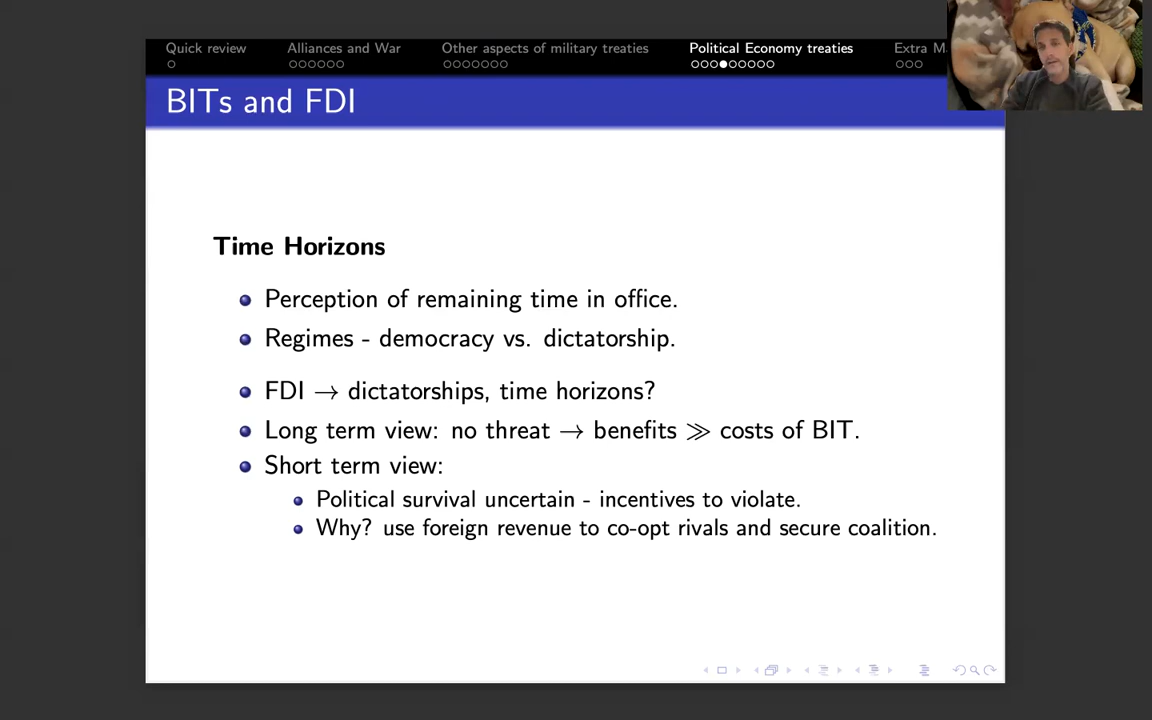 Quick review
Alliances and War
Other aspects of military treaties
Political Economy treaties
Extra M
BITs and FDI
Time Horizons
Perception of remaining time in office.
Regimes - democracy vs. dictatorship.
FDI → dictatorships, time horizons?
Long term view: no threat → benefits ≫ costs of BIT.
Short term view:
Political survival uncertain - incentives to violate.
Why? use foreign revenue to co-opt rivals and secure coalition.